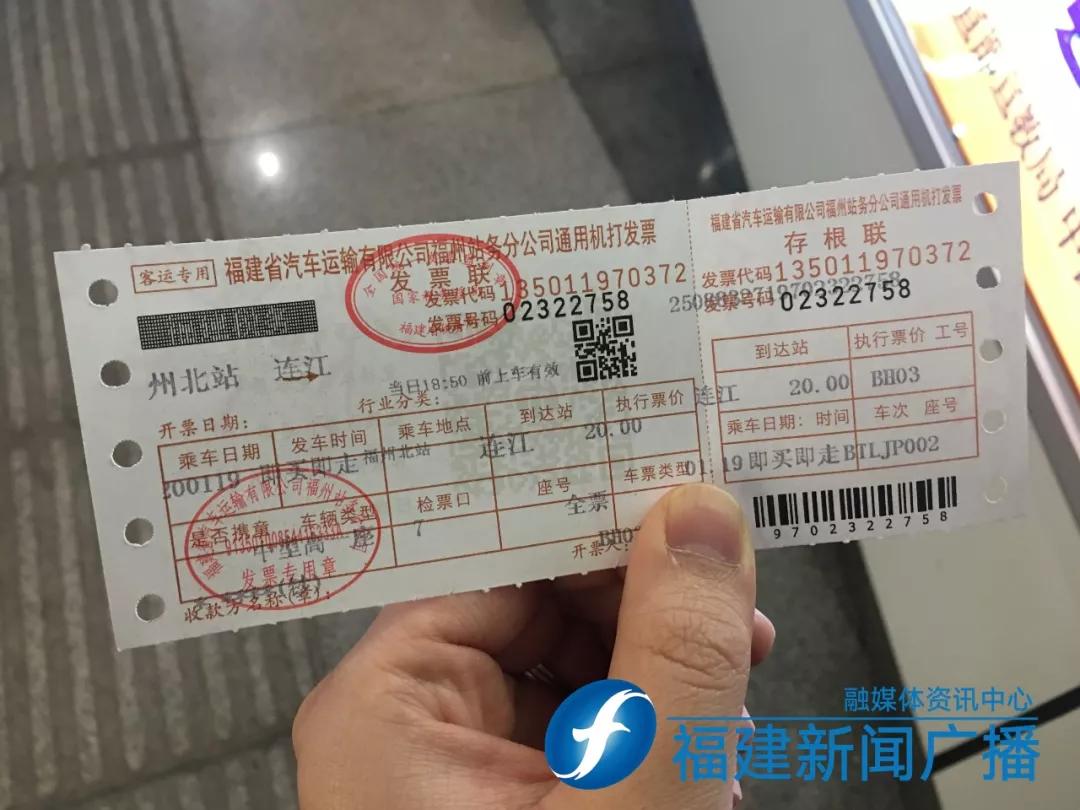 客运专用
福建省汽车运输有限公司福州站务分公司通用机打发票
发票联
发票代码 135011970372
发票号码 02322758
州北站 连江
当日18:50 前上车有效
开票日期: 行业分类:
乘车日期 发车时间 乘车地点 到达站 执行票价
200119 即买即走 福州北站 连江 20.00
是否携童 车辆类型 检票口 座号 车票类型
中型高 座 7 全票
收款方名称(章): 开票人:
发票专用章
福建省汽车运输有限公司福州站务分公司通用机打发票
存根联
发票代码 135011970372
发票号码 02322758
到达站 执行票价 工号
连江 20.00 BH03
乘车日期: 时间 车次 座号
01.19 即买即走 BTLJP002
9702322758
融媒体资讯中心
福建新闻广播